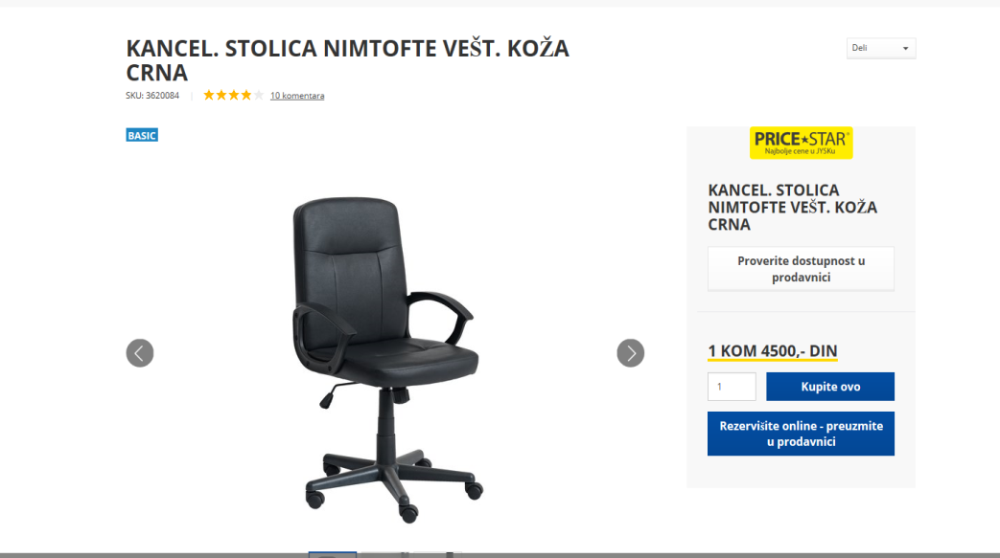 KANCEL. STOLICA NIMTOFTE VEŠT. KOŽA
CRNA
Deli
SKU: 3620084 | 10 komentara
BASIC
PRICE★STAR®
Najbolje cene u JYSKu
KANCEL. STOLICA
NIMTOFTE VEŠT. KOŽA
CRNA
Proverite dostupnost u
prodavnici
1 KOM 4500,- DIN
1
Kupite ovo
Rezervišite online - preuzmite
u prodavnici